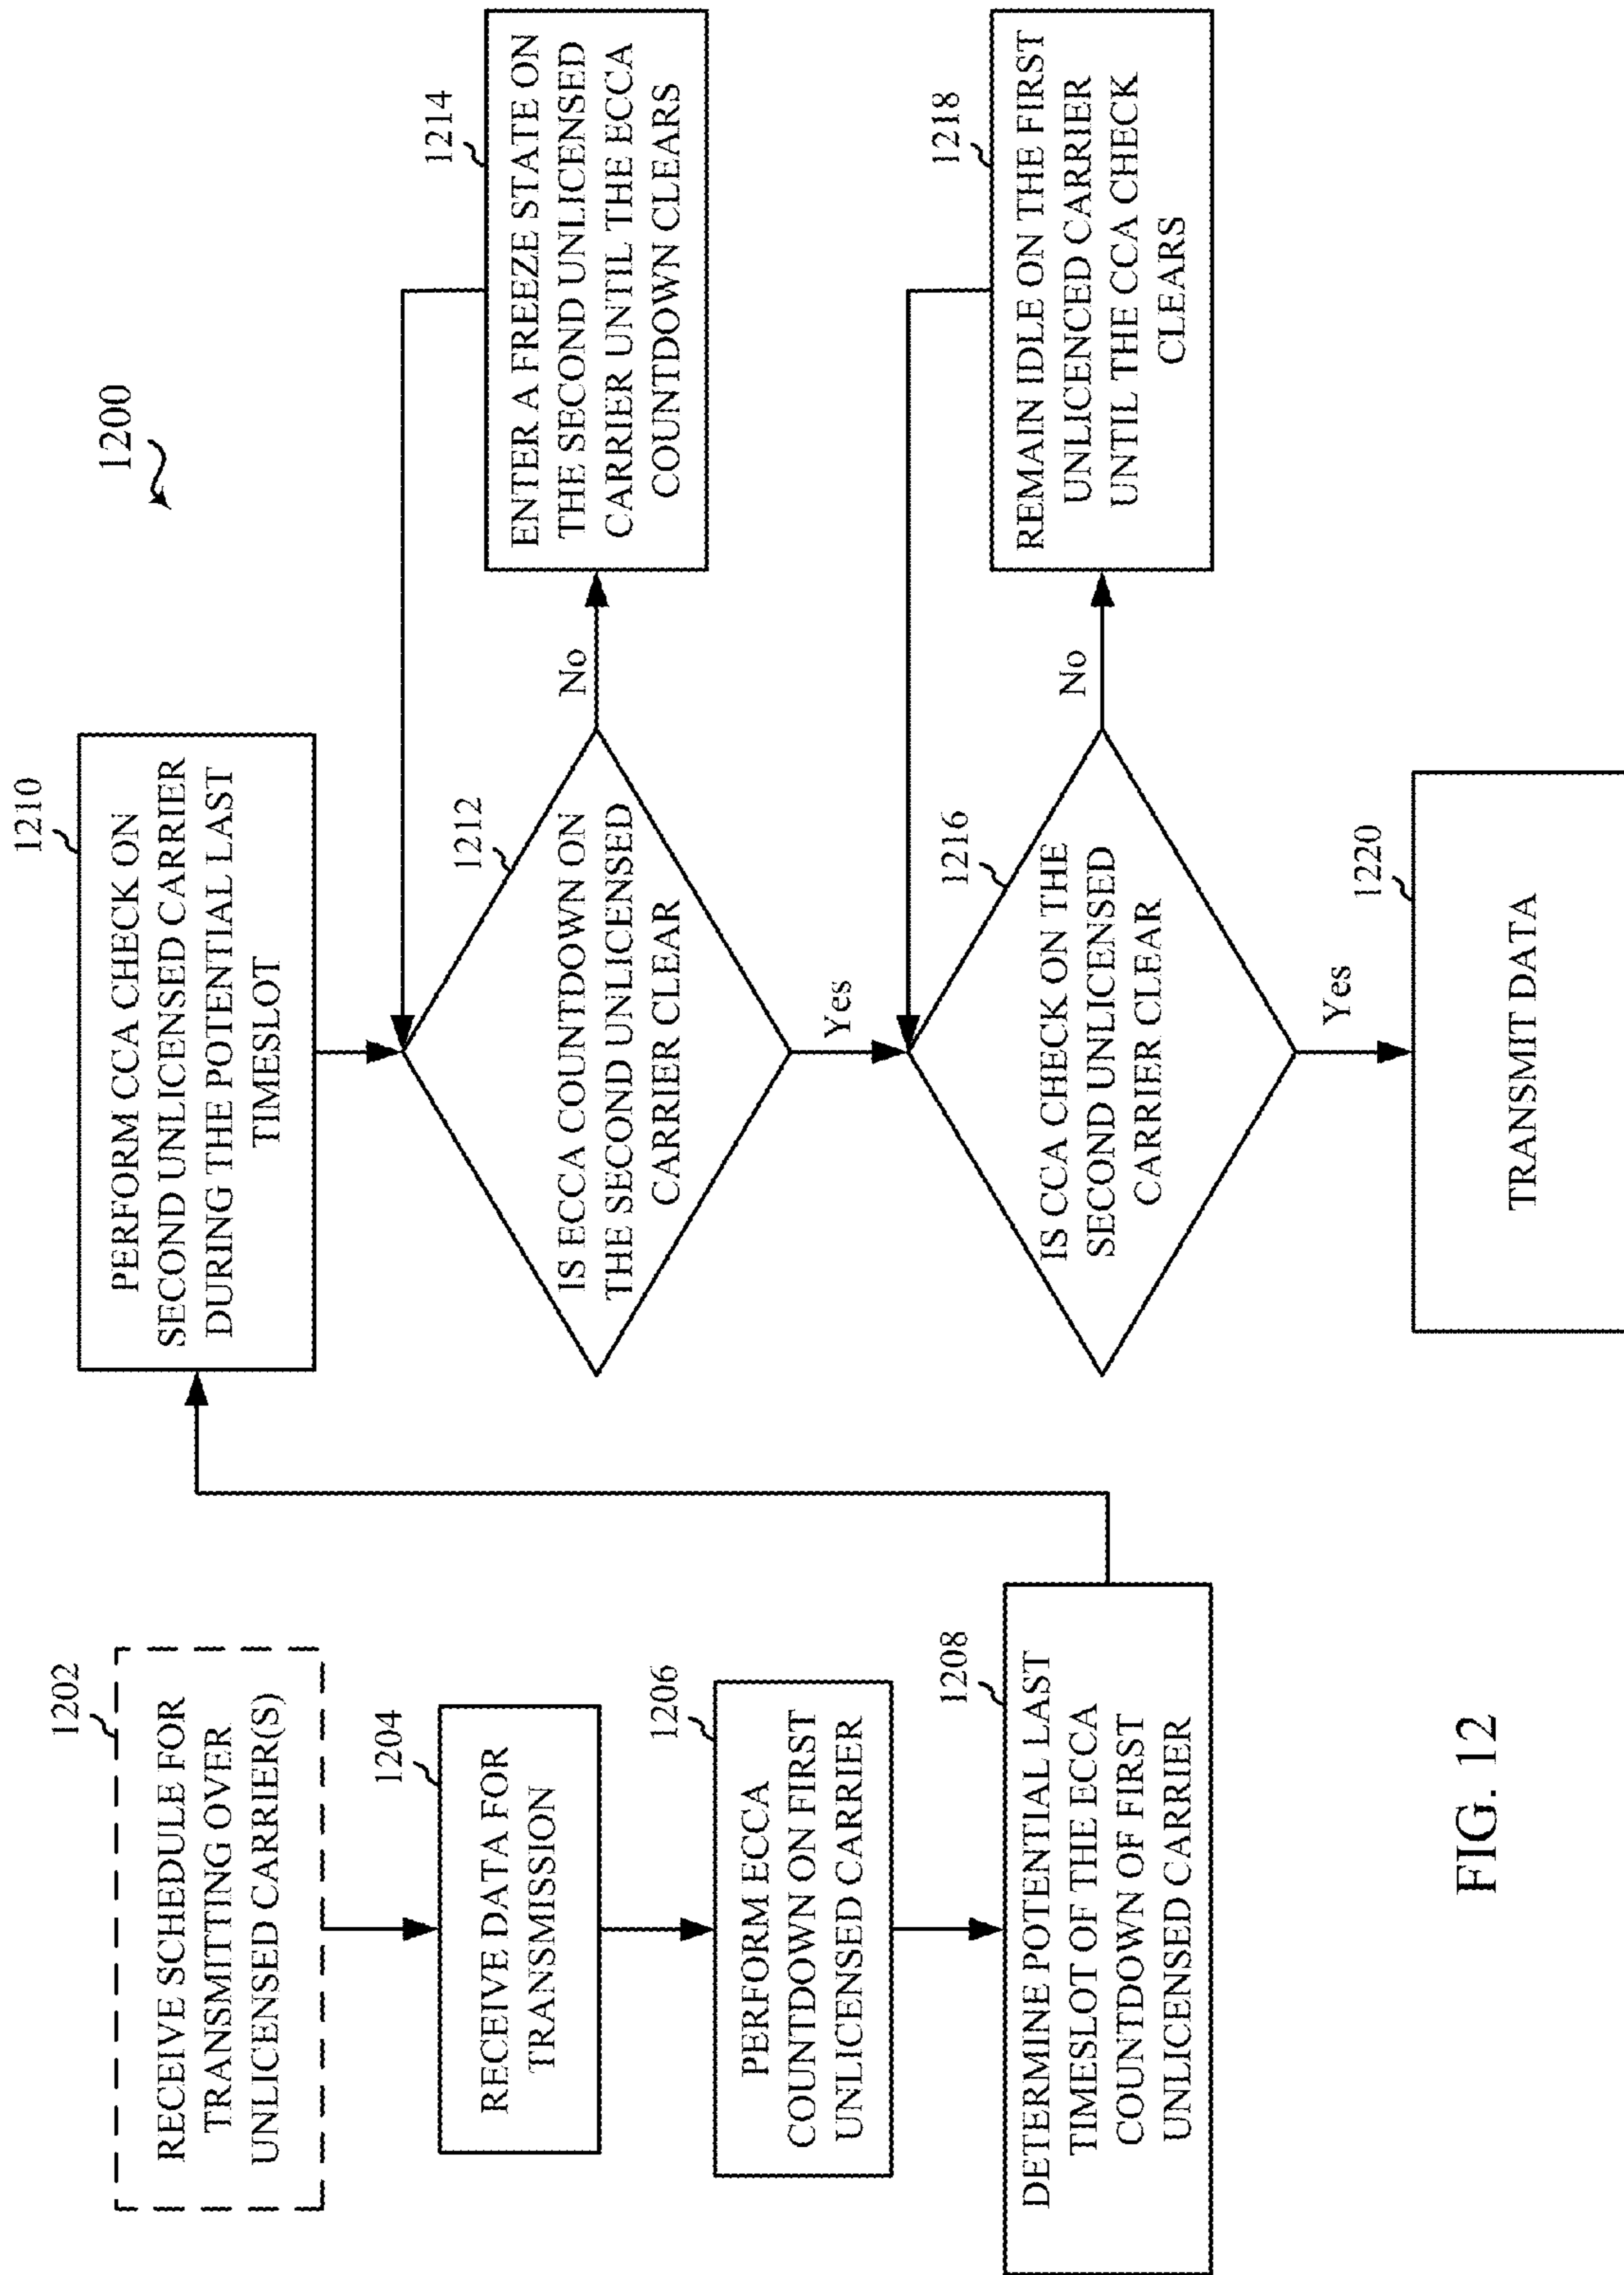 1200
1202
RECEIVE SCHEDULE FOR
TRANSMITTING OVER
UNLICENSED CARRIER(S)
1204
RECEIVE DATA FOR
TRANSMISSION
1206
PERFORM ECCA
COUNTDOWN ON FIRST
UNLICENSED CARRIER
1208
DETERMINE POTENTIAL LAST
TIMESLOT OF THE ECCA
COUNTDOWN OF FIRST
UNLICENSED CARRIER
1210
PERFORM CCA CHECK ON
SECOND UNLICENSED CARRIER
DURING THE POTENTIAL LAST
TIMESLOT
1212
IS ECCA COUNTDOWN ON
THE SECOND UNLICENSED
CARRIER CLEAR
No
1214
ENTER A FREEZE STATE ON
THE SECOND UNLICENSED
CARRIER UNTIL THE ECCA
COUNTDOWN CLEARS
Yes
1216
IS CCA CHECK ON THE
SECOND UNLICENSED
CARRIER CLEAR
No
1218
REMAIN IDLE ON THE FIRST
UNLICENCED CARRIER
UNTIL THE CCA CHECK
CLEARS
Yes
1220
TRANSMIT DATA
FIG. 12